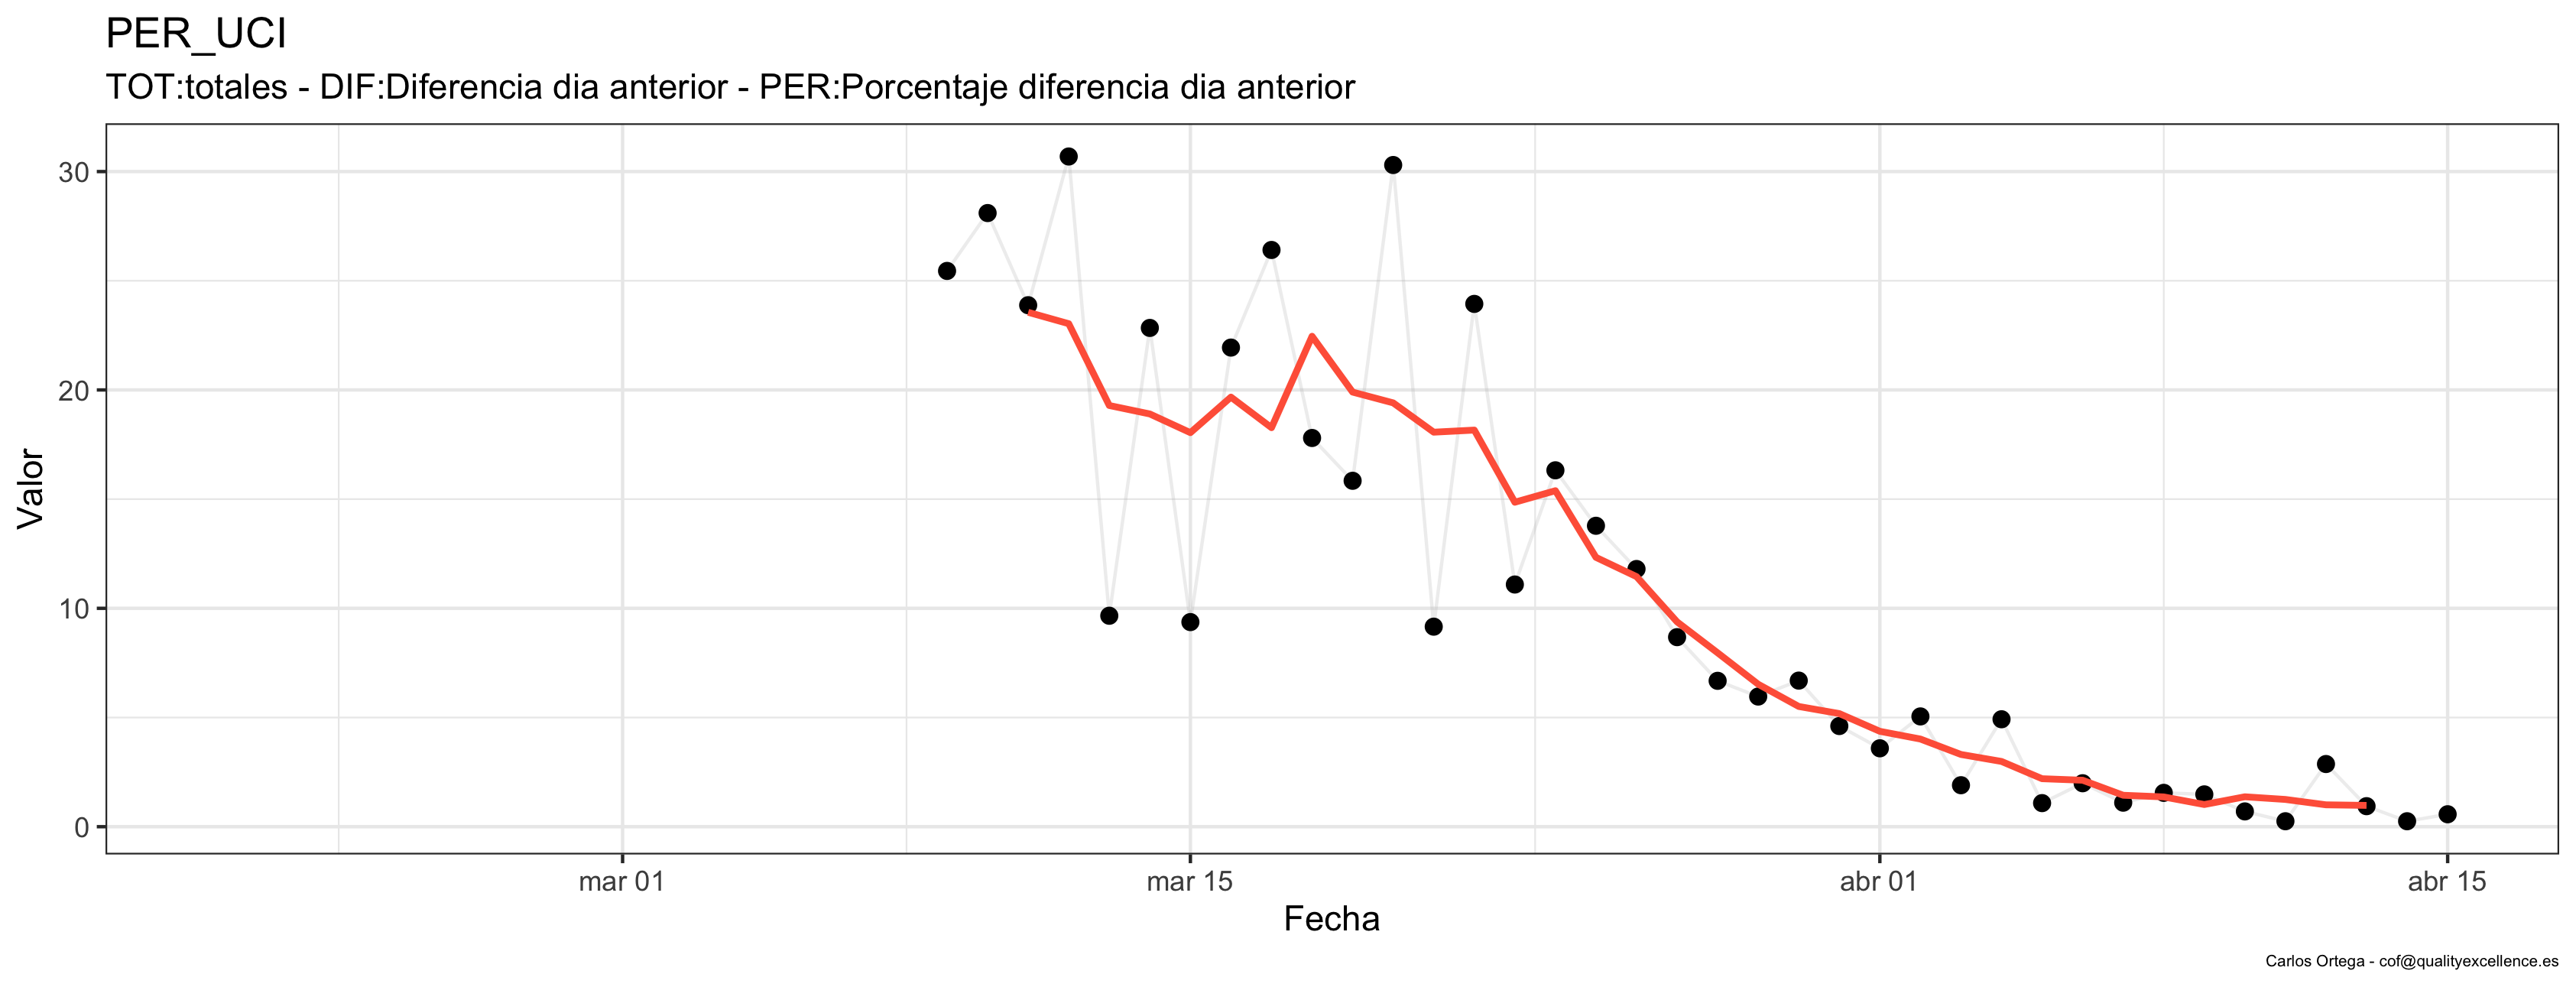 PER_UCI
TOT:totales - DIF:Diferencia dia anterior - PER:Porcentaje diferencia dia anterior
30
20
10
0
Valor
mar 01
mar 15
abr 01
abr 15
Fecha
Carlos Ortega - cof@qualityexcellence.es